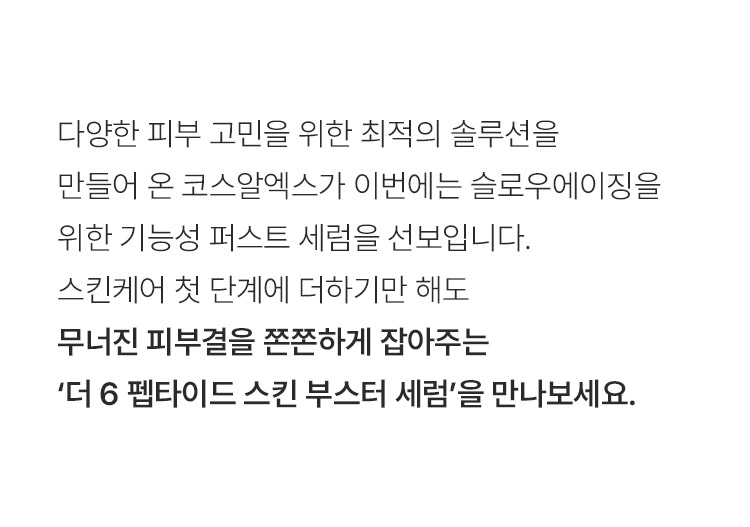 다양한 피부 고민을 위한 최적의 솔루션을
만들어 온 코스알엑스가 이번에는 슬로우에이징을
위한 기능성 퍼스트 세럼을 선보입니다.
스킨케어 첫 단계에 더하기만 해도
무너진 피부결을 쫀쫀하게 잡아주는
‘더 6 펩타이드 스킨 부스터 세럼’을 만나보세요.